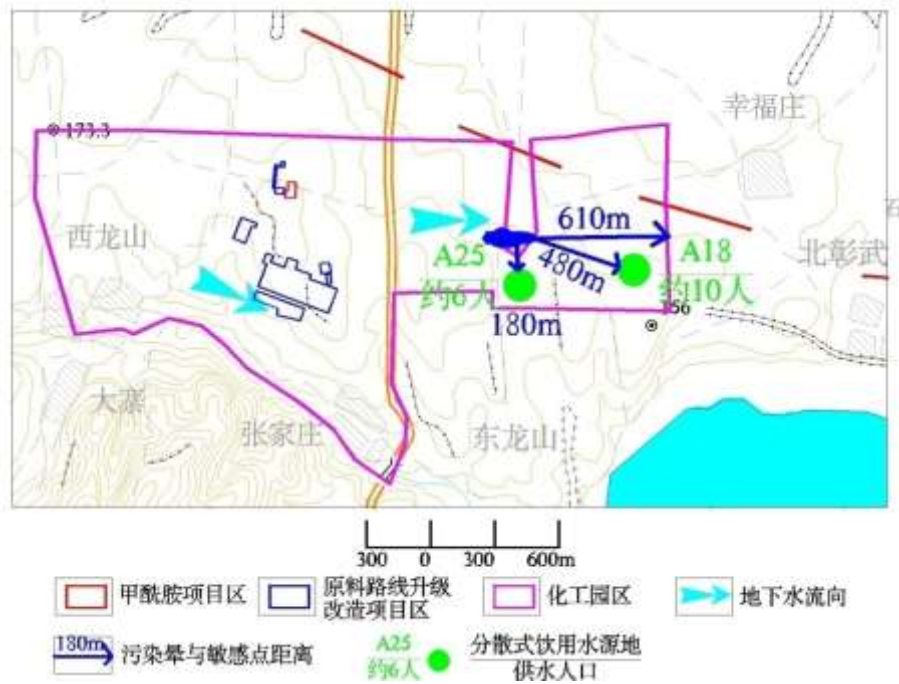 幸福庄
173.3
610m
西龙山
A25
480m
A18
北彰武
约6人
约10人
180m
56
大寨
张家庄
东龙山
300 0 300 600m
甲酰胺项目区
原料路线升级
改造项目区
化工园区
地下水流向
180m
污染晕与敏感点距离
A25
约6人
分散式饮用水源地
供水人口